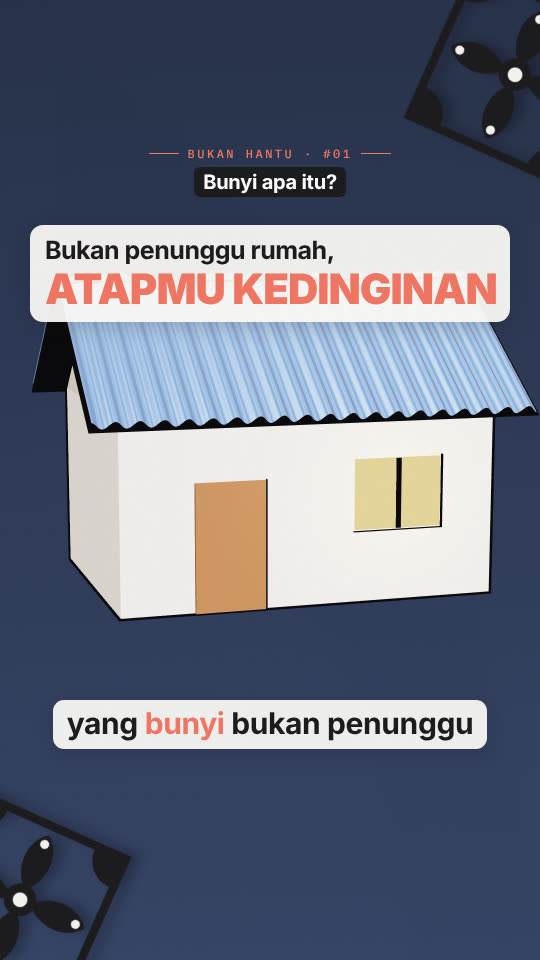 BUKAN HANTU · #01
Bunyi apa itu?
Bukan penunggu rumah,
ATAPMU KEDINGINAN
yang bunyi bukan penunggu